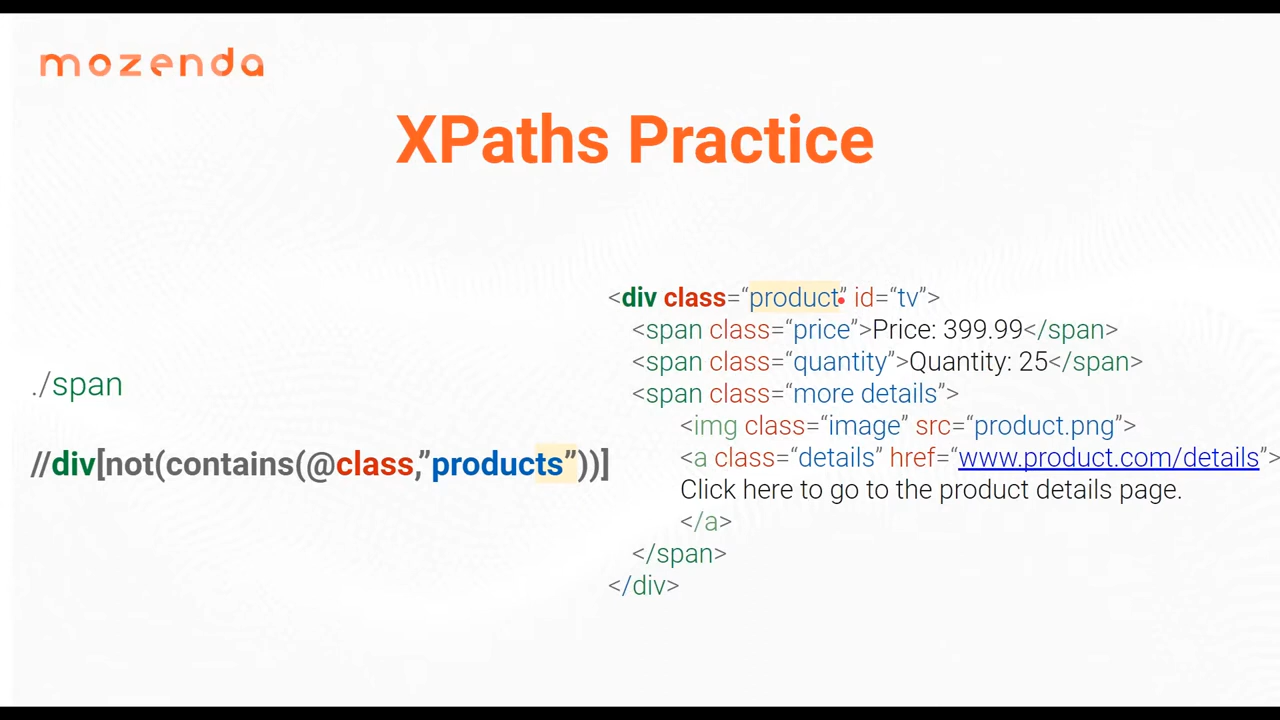 mozenda
XPaths Practice
./span
//div[not(contains(@class,”products”))]
<div class=“product” id=“tv”>
<span class=“price”>Price: 399.99</span>
<span class=“quantity”>Quantity: 25</span>
<span class=“more details”>
<img class=“image” src=“product.png”>
<a class=“details” href=“www.product.com/details”>
Click here to go to the product details page.
</a>
</span>
</div>